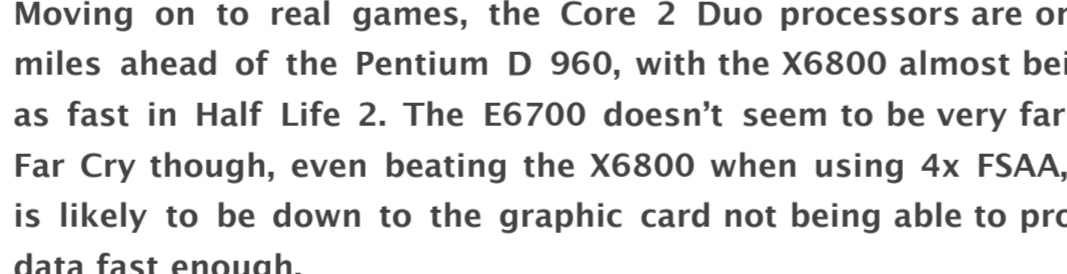 Moving on to real games, the Core 2 Duo processors are
miles ahead of the Pentium D 960, with the X6800 almost
as fast in Half Life 2. The E6700 doesn’t seem to be very far
Far Cry though, even beating the X6800 when using 4x FSAA,
is likely to be down to the graphic card not being able to
data fast enough.